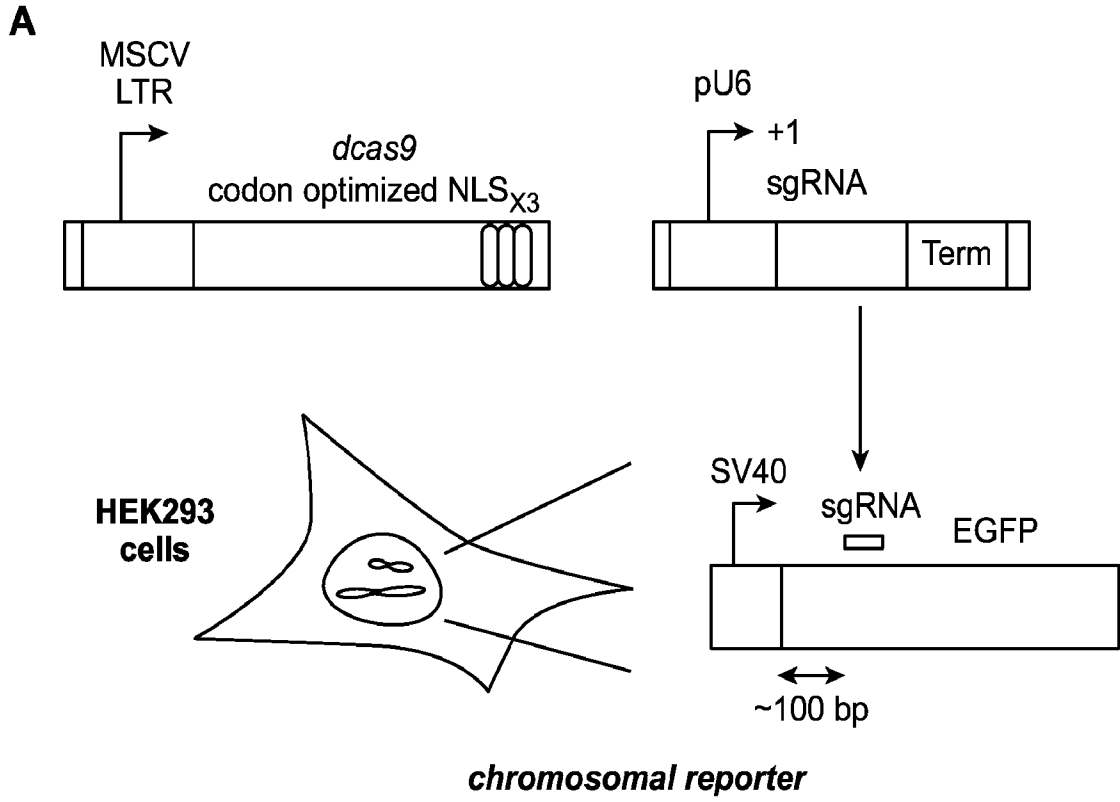 A
MSCV
LTR
dcas9
codon optimized NLSX3
pU6
+1
sgRNA
Term
HEK293
cells
SV40
sgRNA
EGFP
~100 bp
chromosomal reporter